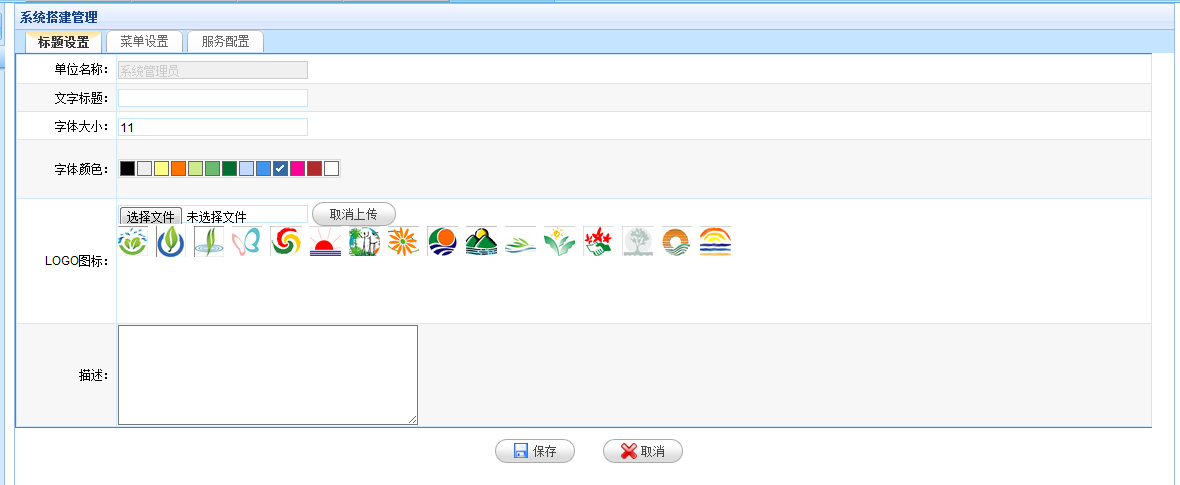 系统搭建管理
标题设置 菜单设置 服务配置
单位名称： 系统管理员
文字标题：
字体大小： 11
字体颜色：
选择文件 未选择文件 取消上传
LOGO图标：
描述：
保存 取消